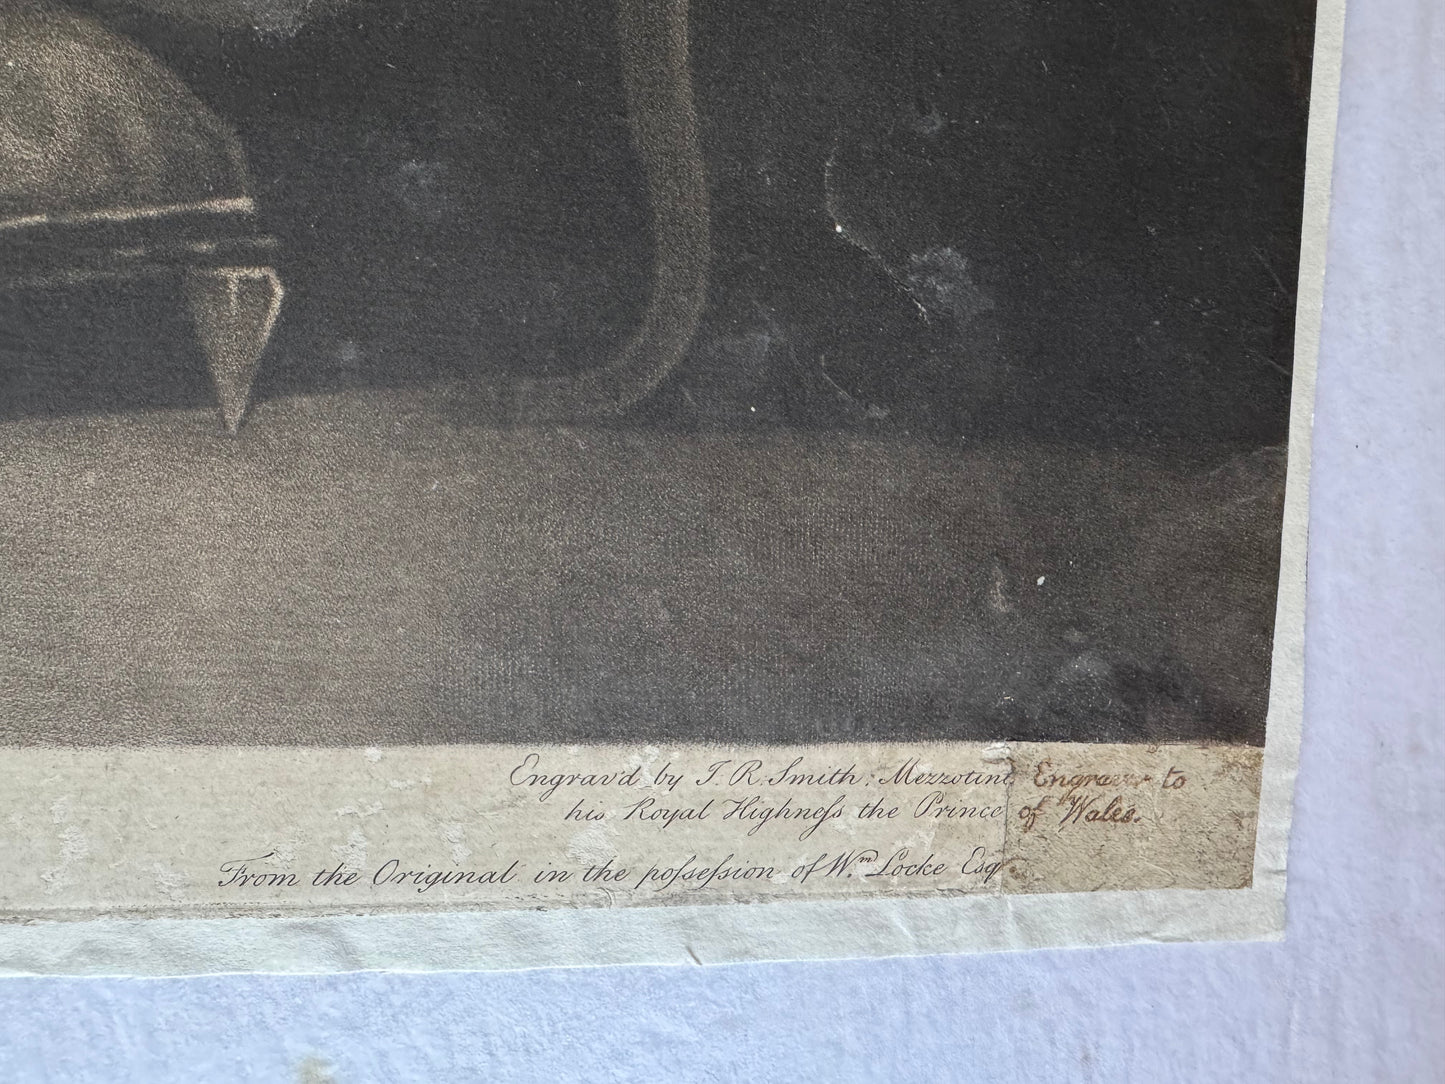 Engrav'd by J. R. Smith; Mezzotint Engraver to
his Royal Highneſs the Prince of Wales.
From the Original in the poſseſsion of Wm. Locke Esqr